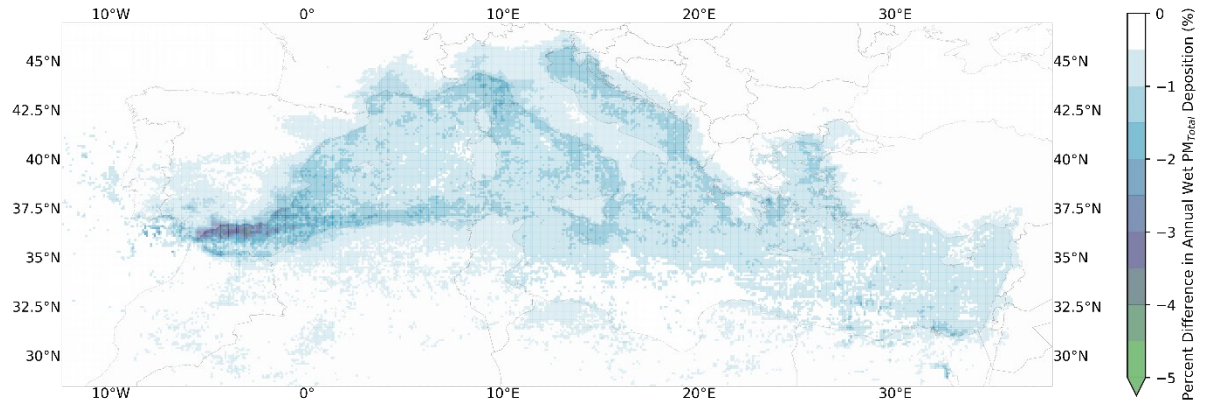 10°W 0° 10°E 20°E 30°E
45°N 45°N
42.5°N 42.5°N
40°N 40°N
37.5°N 37.5°N
35°N 35°N
32.5°N 32.5°N
30°N 30°N
10°W 0° 10°E 20°E 30°E
0
−1
−2
−3
−4
−5
Percent Difference in Annual Wet PM_Total Deposition (%)